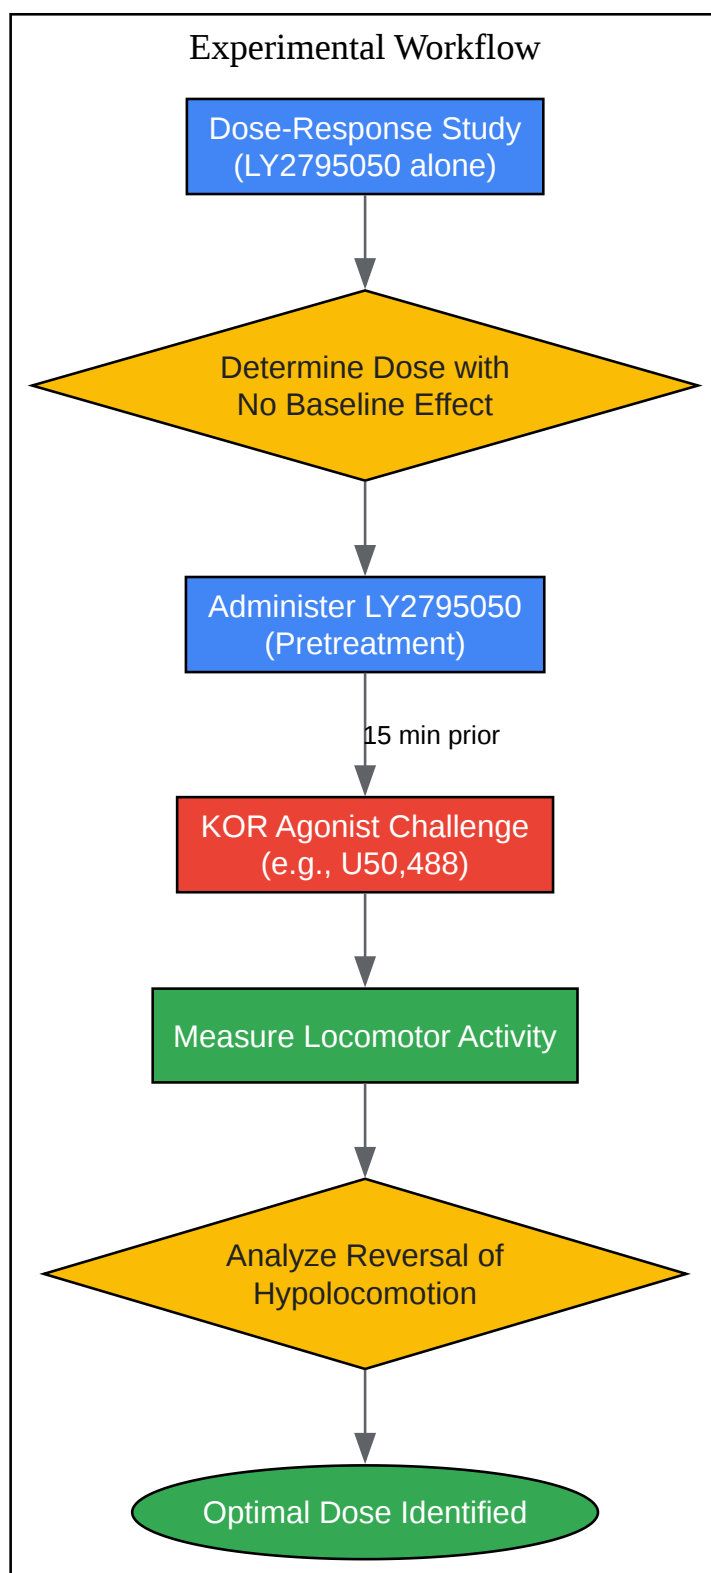 Experimental Workflow
Dose-Response Study
(LY2795050 alone)
Determine Dose with
No Baseline Effect
Administer LY2795050
(Pretreatment)
15 min prior
KOR Agonist Challenge
(e.g., U50,488)
Measure Locomotor Activity
Analyze Reversal of
Hypolocomotion
Optimal Dose Identified